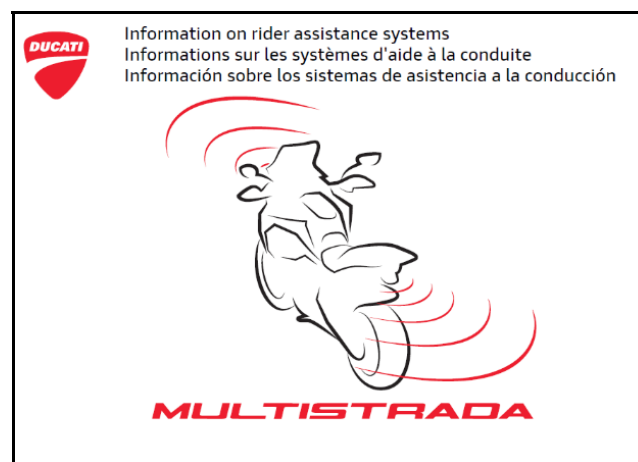 DUCATI
Information on rider assistance systems
Informations sur les systèmes d'aide à la conduite
Información sobre los sistemas de asistencia a la conducción
MULTISTRADA